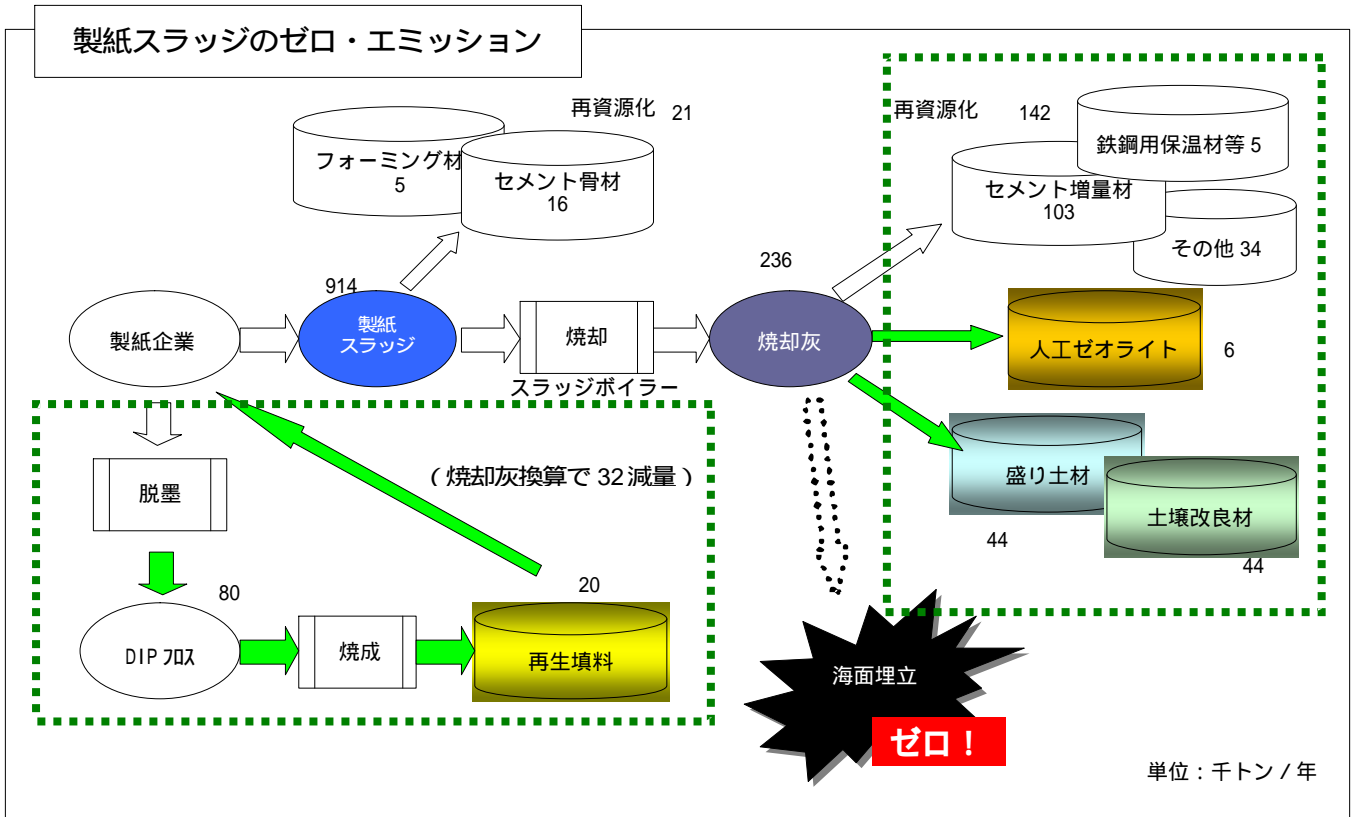 製紙スラッジのゼロ・エミッション
再資源化 21
フォーミング材
5
セメント骨材
16
再資源化 142
鉄鋼用保温材等 5
セメント増量材
103
その他 34
製紙企業
914
製紙
スラッジ
焼却
スラッジボイラー
236
焼却灰
人工ゼオライト
6
盛り土材
44
土壌改良材
44
脱墨
(焼却灰換算で 32 減量)
80
DIP フロス
焼成
20
再生填料
海面埋立
ゼロ!
単位:千トン / 年